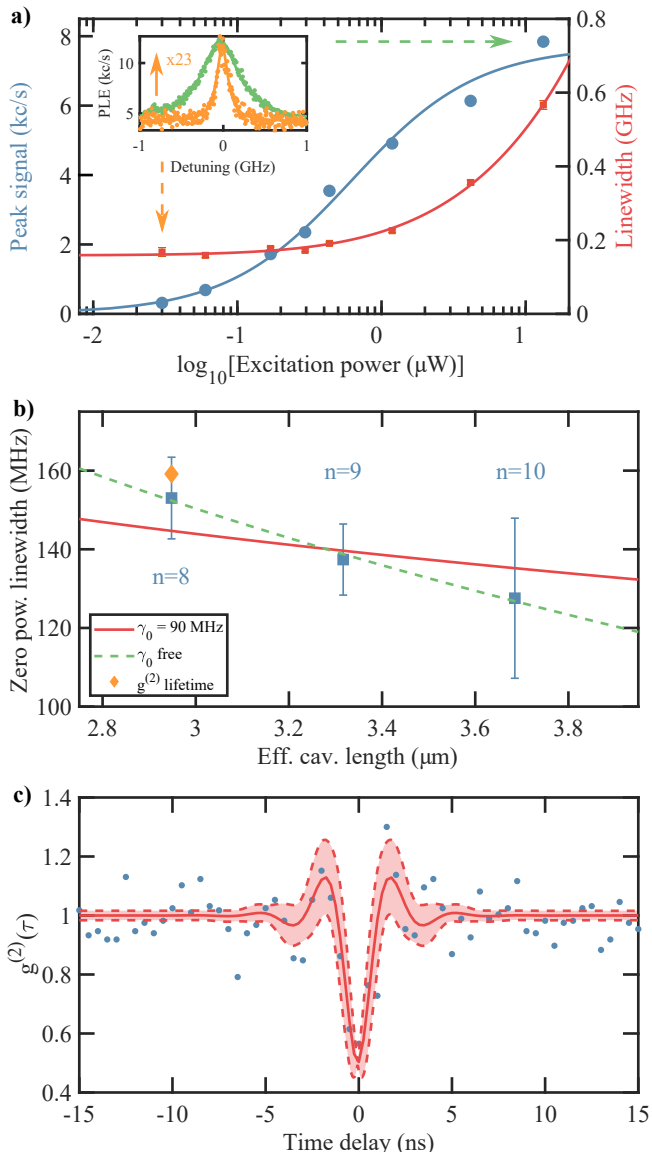 a)
8
6
4
2
0
Peak signal (kc/s)
0.8
0.6
0.4
0.2
0
Linewidth (GHz)
x23
PLE (kc/s)
10
5
-1
0
1
Detuning (GHz)
-2
-1
0
1
log10[Excitation power (μW)]
b)
160
140
120
100
Zero pow. linewidth (MHz)
n=8
n=9
n=10
γ0 = 90 MHz
γ0 free
g(2) lifetime
2.8
3
3.2
3.4
3.6
3.8
Eff. cav. length (μm)
c)
1.4
1.2
1
0.8
0.6
0.4
g(2)(τ)
-15
-10
-5
0
5
10
15
Time delay (ns)